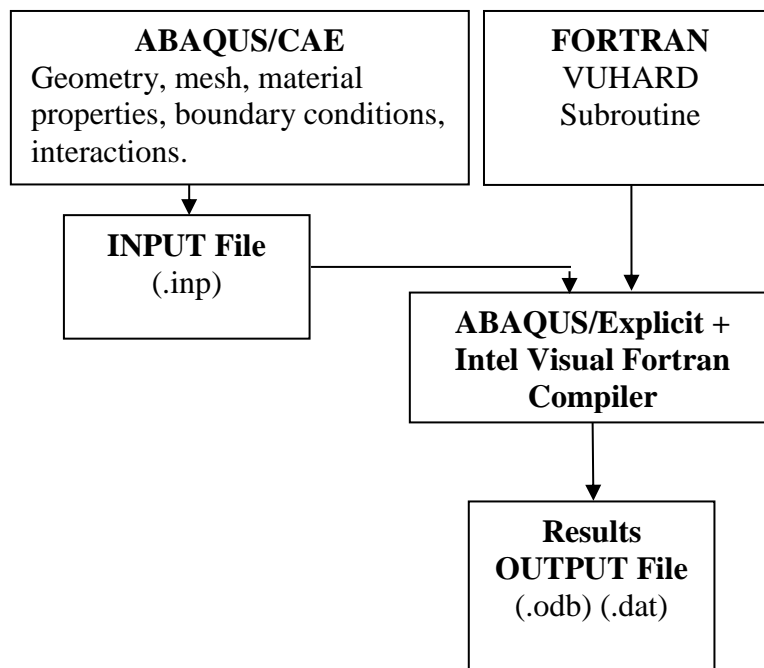 ABAQUS/CAE
Geometry, mesh, material
properties, boundary conditions,
interactions.
FORTRAN
VUHARD
Subroutine
INPUT File
(.inp)
ABAQUS/Explicit +
Intel Visual Fortran
Compiler
Results
OUTPUT File
(.odb) (.dat)